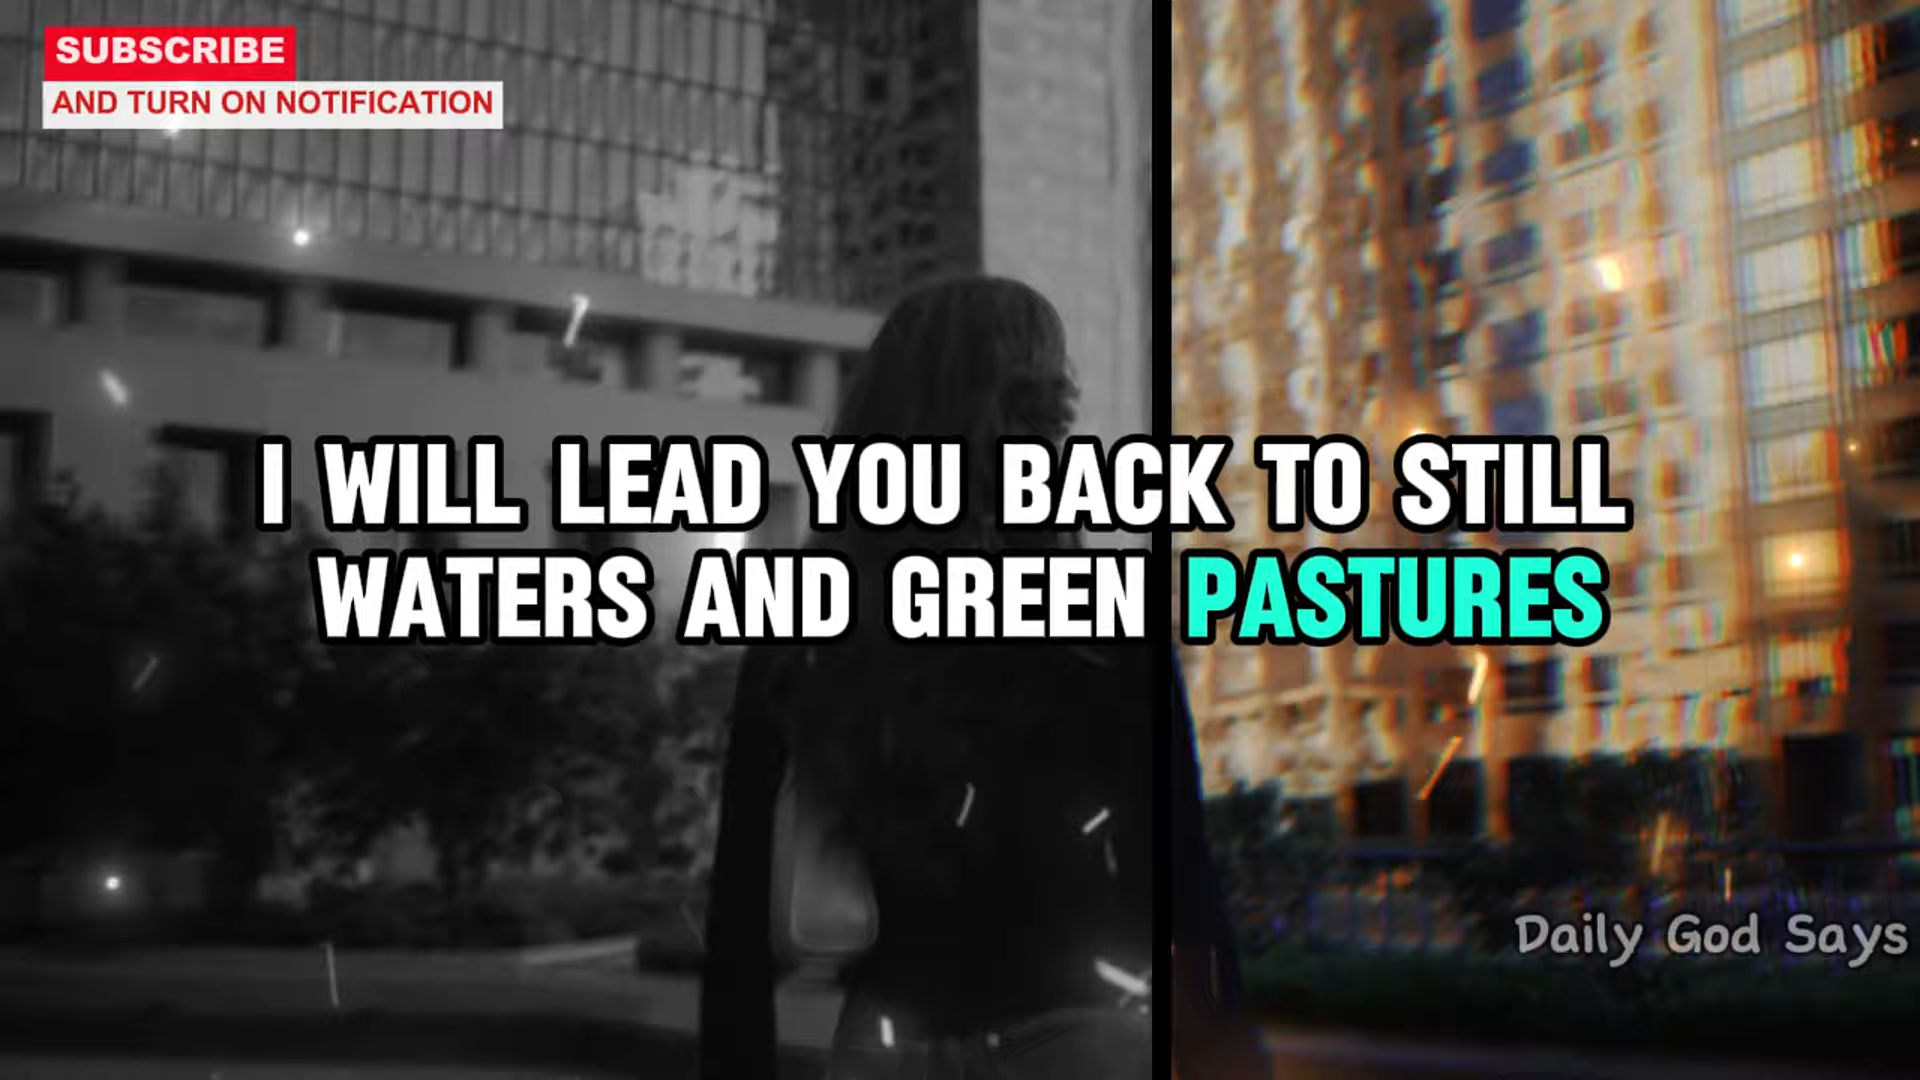 SUBSCRIBE
AND TURN ON NOTIFICATION
I WILL LEAD YOU BACK TO STILL
WATERS AND GREEN PASTURES
Daily God Says